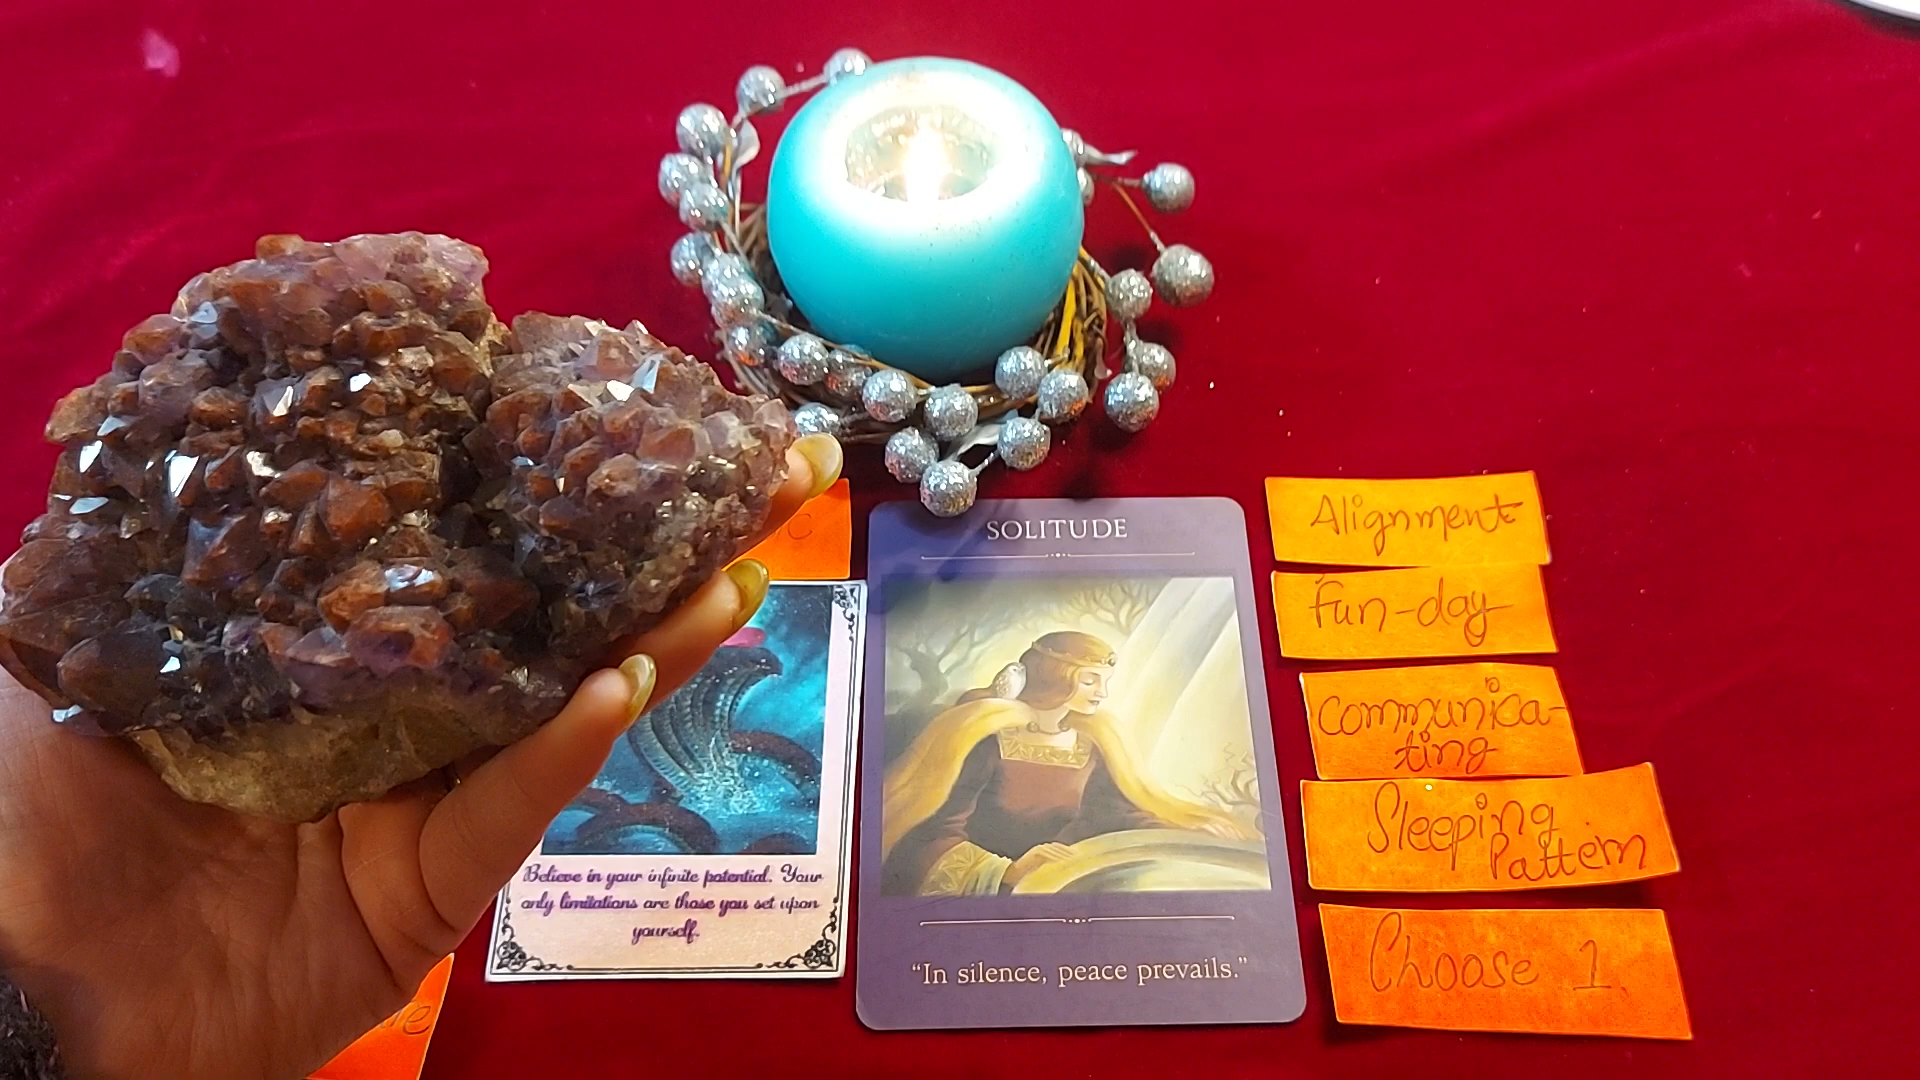 SOLITUDE
"In silence, peace prevails."
Believe in your infinite potential. Your
only limitations are those you set upon
yourself.
Alignment
Fun-day
Communica-
ting
Sleeping
Pattern
Choose 1.